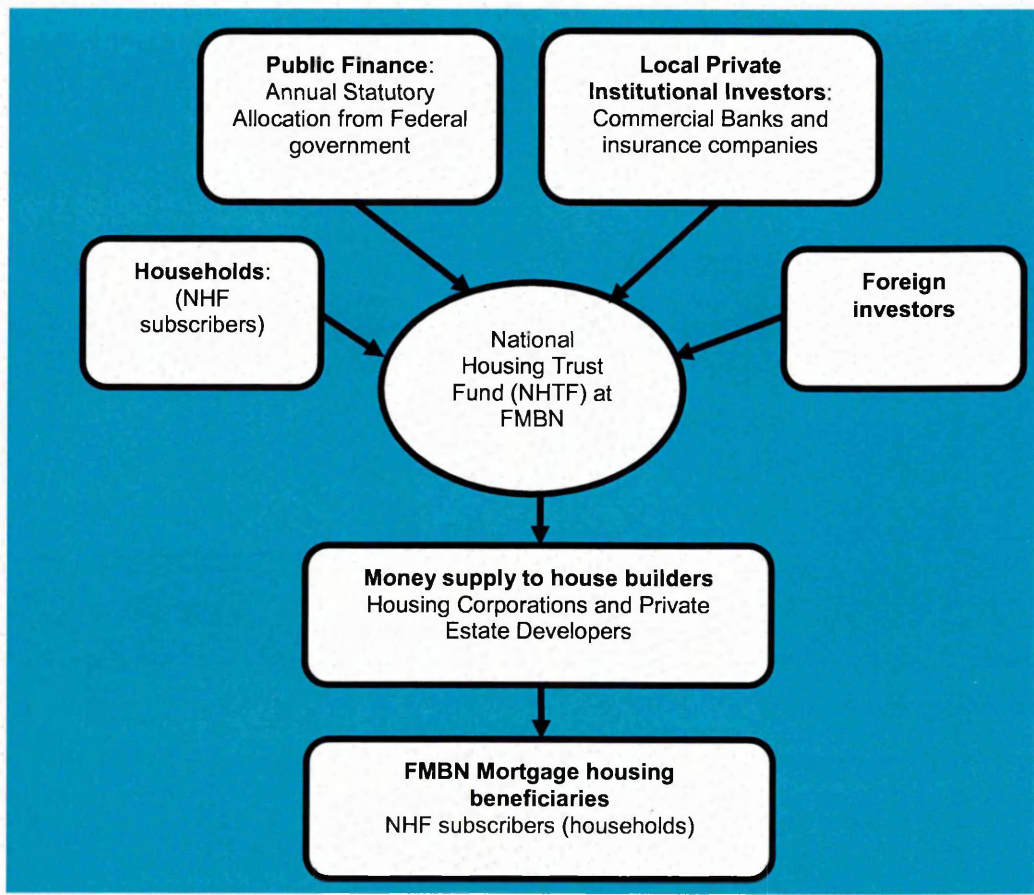 Public Finance:
Annual Statutory
Allocation from Federal
government
Local Private
Institutional Investors:
Commercial Banks and
insurance companies
Households:
(NHF
subscribers)
Foreign
investors
National
Housing Trust
Fund (NHTF) at
FMBN
Money supply to house builders
Housing Corporations and Private
Estate Developers
FMBN Mortgage housing
beneficiaries
NHF subscribers (households)